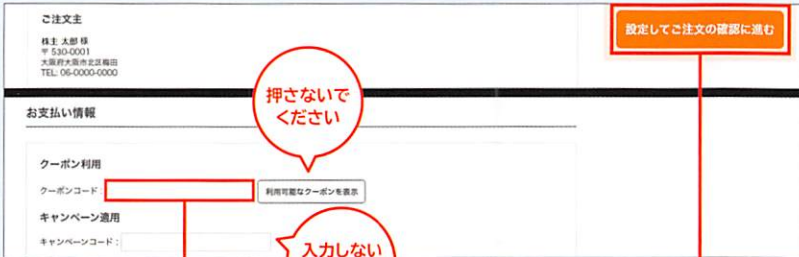 ご注文主
株主 太郎 様
〒530-0001
大阪府大阪市北区梅田
TEL: 06-0000-0000
設定してご注文の確認に進む
お支払い情報
押さないで
ください
クーポン利用
クーポンコード:
利用可能なクーポンを表示
キャンペーン適用
キャンペーンコード:
入力しない